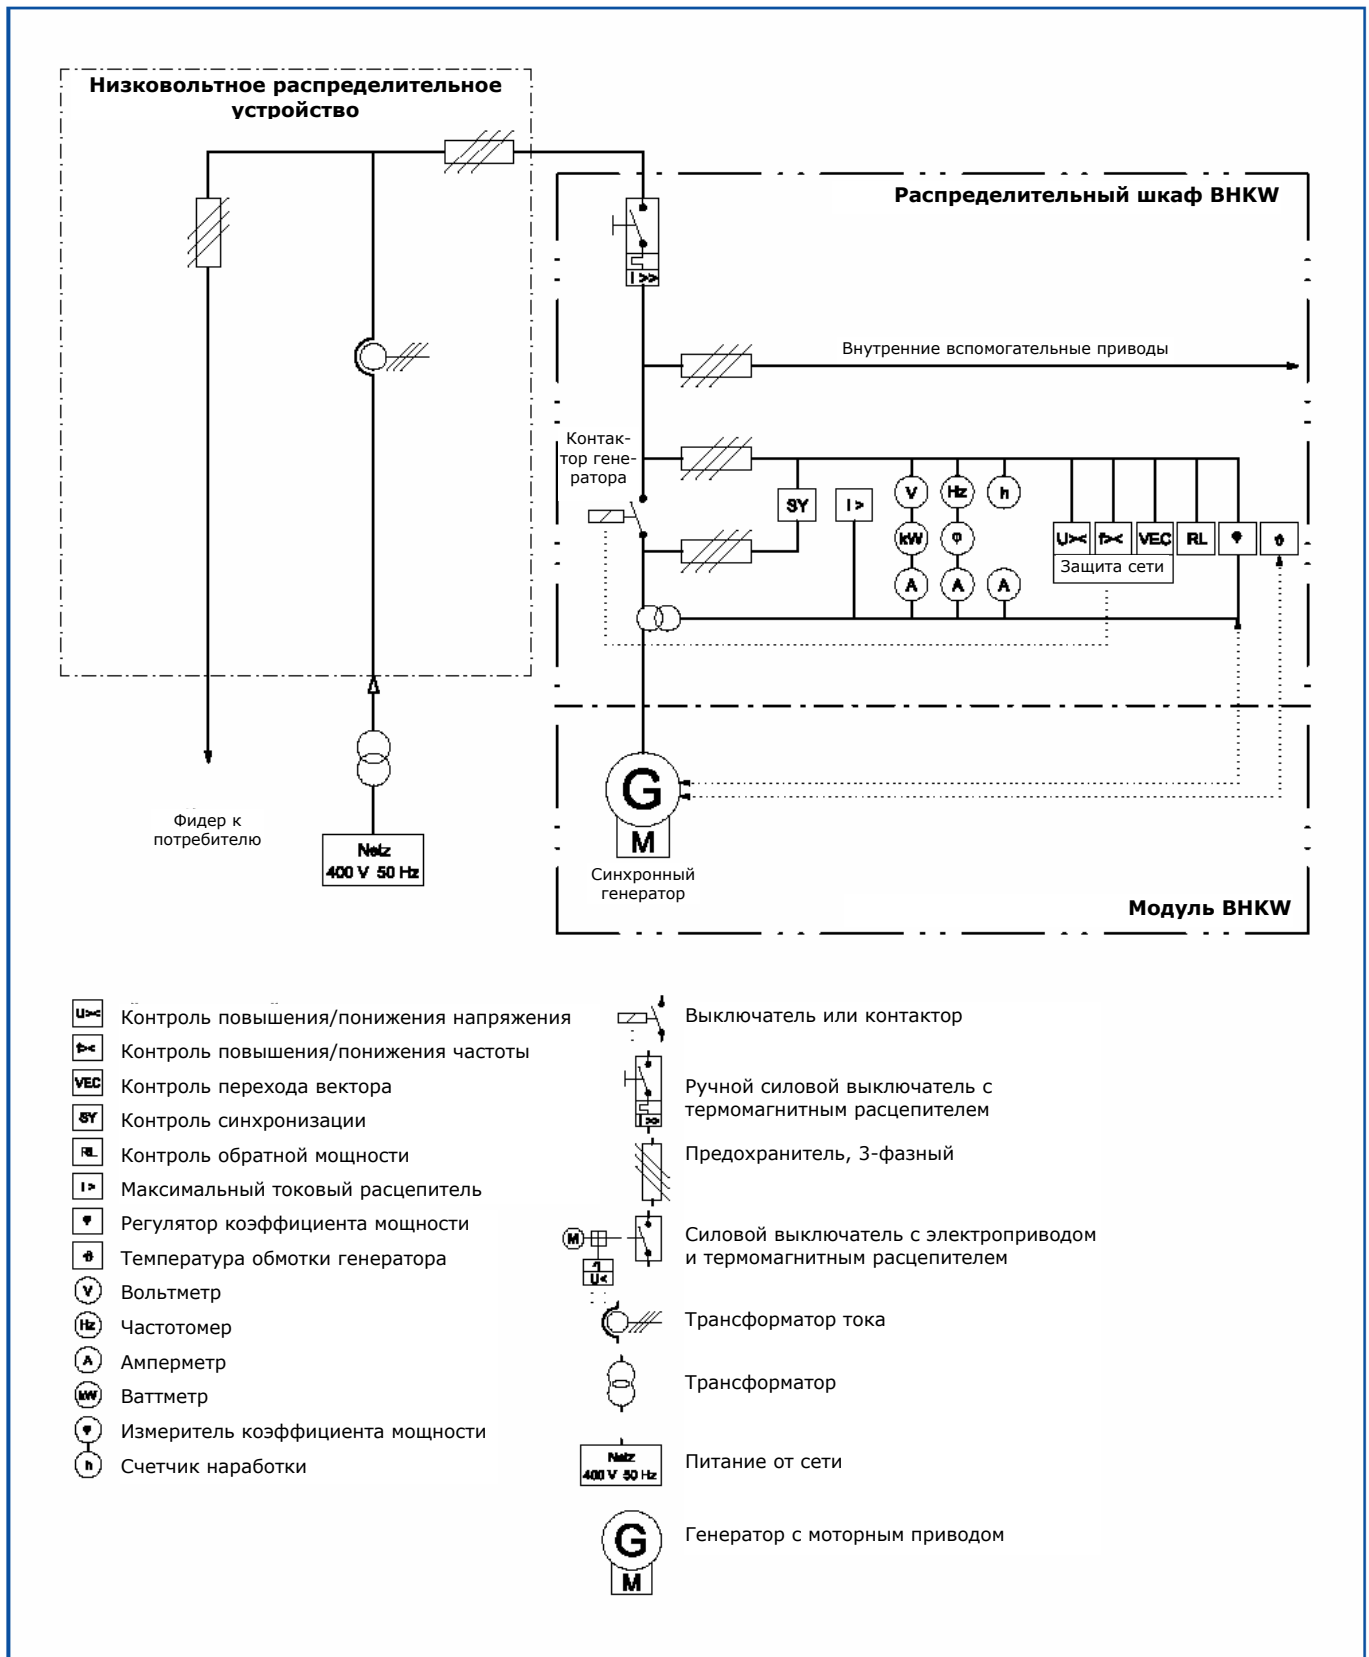 Низковольтное распределительное
устройство
Распределительный шкаф BHKW
I >>
Внутренние вспомогательные приводы
Контак-
тор гене-
ратора
SY
I >
V
Hz
h
kW
φ
A
A
A
U><
f><
VEC
RL
φ
ϑ
Защита сети
G
M
Синхронный
генератор
Фидер к
потребителю
Netz
400 V 50 Hz
Модуль BHKW
U>< Контроль повышения/понижения напряжения
f>< Контроль повышения/понижения частоты
VEC Контроль перехода вектора
SY Контроль синхронизации
RL Контроль обратной мощности
I > Максимальный токовый расцепитель
φ Регулятор коэффициента мощности
ϑ Температура обмотки генератора
V Вольтметр
Hz Частотомер
A Амперметр
kW Ваттметр
φ Измеритель коэффициента мощности
h Счетчик наработки
Выключатель или контактор
Ручной силовой выключатель с
термомагнитным расцепителем
I >>
Предохранитель, 3-фазный
M
Силовой выключатель с электроприводом
и термомагнитным расцепителем
U<
Трансформатор тока
Трансформатор
Netz
400 V 50 Hz
Питание от сети
G
M
Генератор с моторным приводом